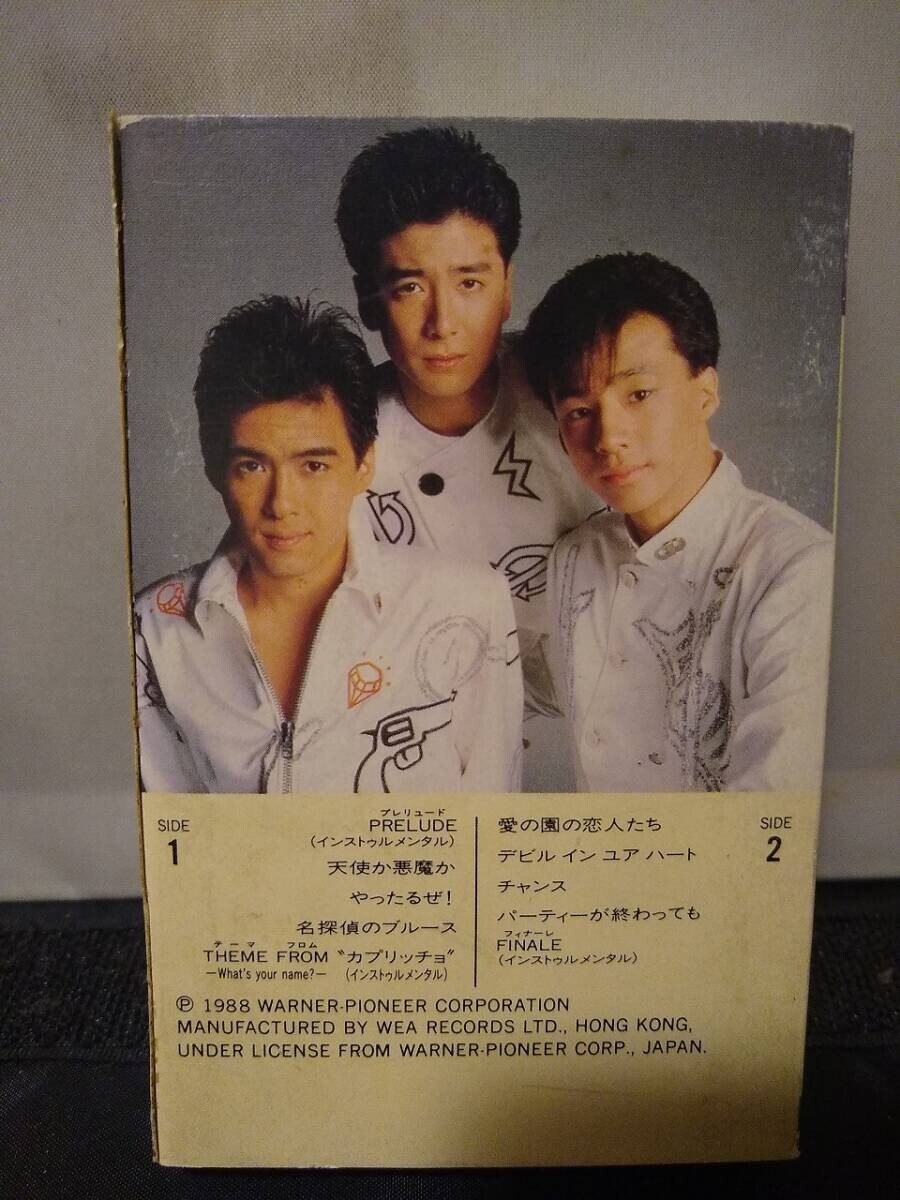 SIDE
1
プレリュード
PRELUDE
(インストゥルメンタル)
天使か悪魔か
やったるぜ!
名探偵のブルース
テーマ フロム
THEME FROM "カプリッチョ"
—What's your name?— (インストゥルメンタル)
SIDE
2
愛の園の恋人たち
デビル イン ユア ハート
チャンス
パーティーが終わっても
フィナーレ
FINALE
(インストゥルメンタル)
Ⓟ 1988 WARNER-PIONEER CORPORATION
MANUFACTURED BY WEA RECORDS LTD., HONG KONG,
UNDER LICENSE FROM WARNER-PIONEER CORP., JAPAN.